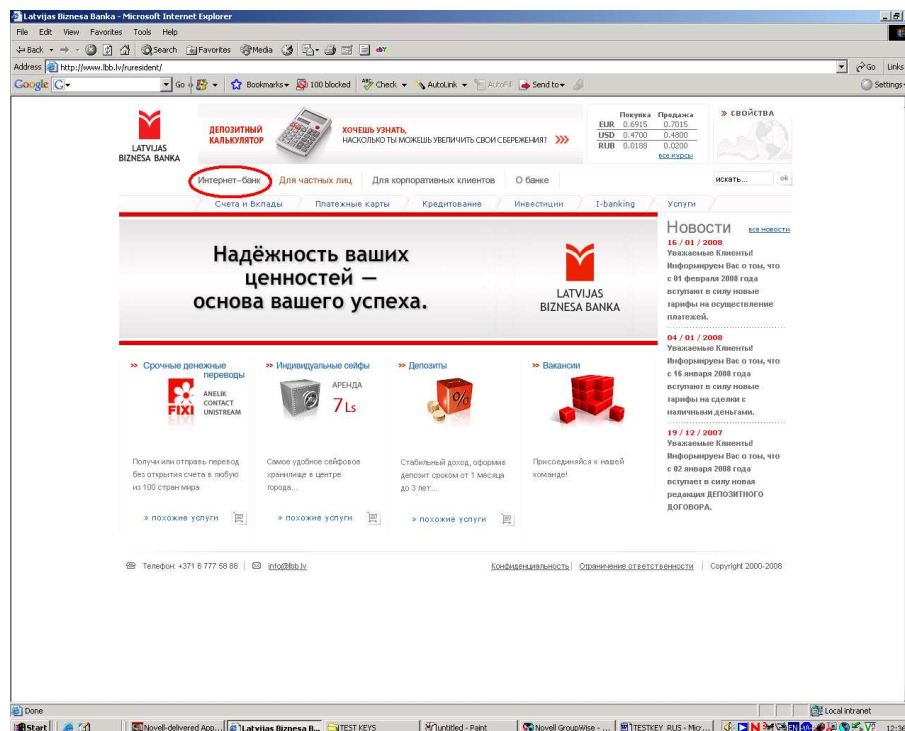 Latvijas Biznesa Banka - Microsoft Internet Explorer
File Edit View Favorites Tools Help
Back Search Favorites Media
Address http://www.lbb.lv/ruresident/ Go Links
Google Go Bookmarks 100 blocked Check AutoLink AutoFill Send to Settings
LATVIJAS
BIZNESA BANKA
ДЕПОЗИТНЫЙ
КАЛЬКУЛЯТОР
ХОЧЕШЬ УЗНАТЬ,
НАСКОЛЬКО ТЫ МОЖЕШЬ УВЕЛИЧИТЬ СВОИ СБЕРЕЖЕНИЯ?
Покупка Продажа
EUR 0.6915 0.7015
USD 0.4700 0.4800
RUB 0.0188 0.0200
все курсы
» СВОЙСТВА
Интернет-банк Для частных лиц Для корпоративных клиентов О банке
искать... ok
Счета и Вклады Платежные карты Кредитование Инвестиции I-banking Услуги
Надёжность ваших
ценностей —
основа вашего успеха.
LATVIJAS
BIZNESA BANKA
Новости все новости
16 / 01 / 2008
Уважаемые Клиенты!
Информируем Вас о том, что
с 01 февраля 2008 года
вступают в силу новые
тарифы на осуществление
платежей.
04 / 01 / 2008
Уважаемые Клиенты!
Информируем Вас о том, что
с 16 января 2008 года
вступают в силу новые
тарифы на сделки с
наличными деньгами.
19 / 12 / 2007
Уважаемые Клиенты!
Информируем Вас о том, что
с 02 января 2008 года
вступает в силу новая
редакция ДЕПОЗИТНОГО
ДОГОВОРА.
» Срочные денежные
переводы
FIXI
ANELIK
CONTACT
UNISTREAM
Получи или отправь перевод
без открытия счета в любую
из 100 стран мира
» похожие услуги
» Индивидуальные сейфы
АРЕНДА
7 Ls
Самое удобное сейфовое
хранилище в центре
города...
» похожие услуги
» Депозиты
%
Стабильный доход, оформив
депозит сроком от 1 месяца
до 3 лет...
» похожие услуги
» Вакансии
Присоединяйся к нашей
команде!
Телефон: +371 6 777 58 88 | info@lbb.lv
Конфиденциальность | Ограничение ответственности | Copyright 2000-2008
Done Local intranet
Start Novell-delivered App... Latvijas Biznesa B... TEST KEYS untitled - Paint Novell GroupWise - ... TESTKEY_RUS - Micr... EN 12:36